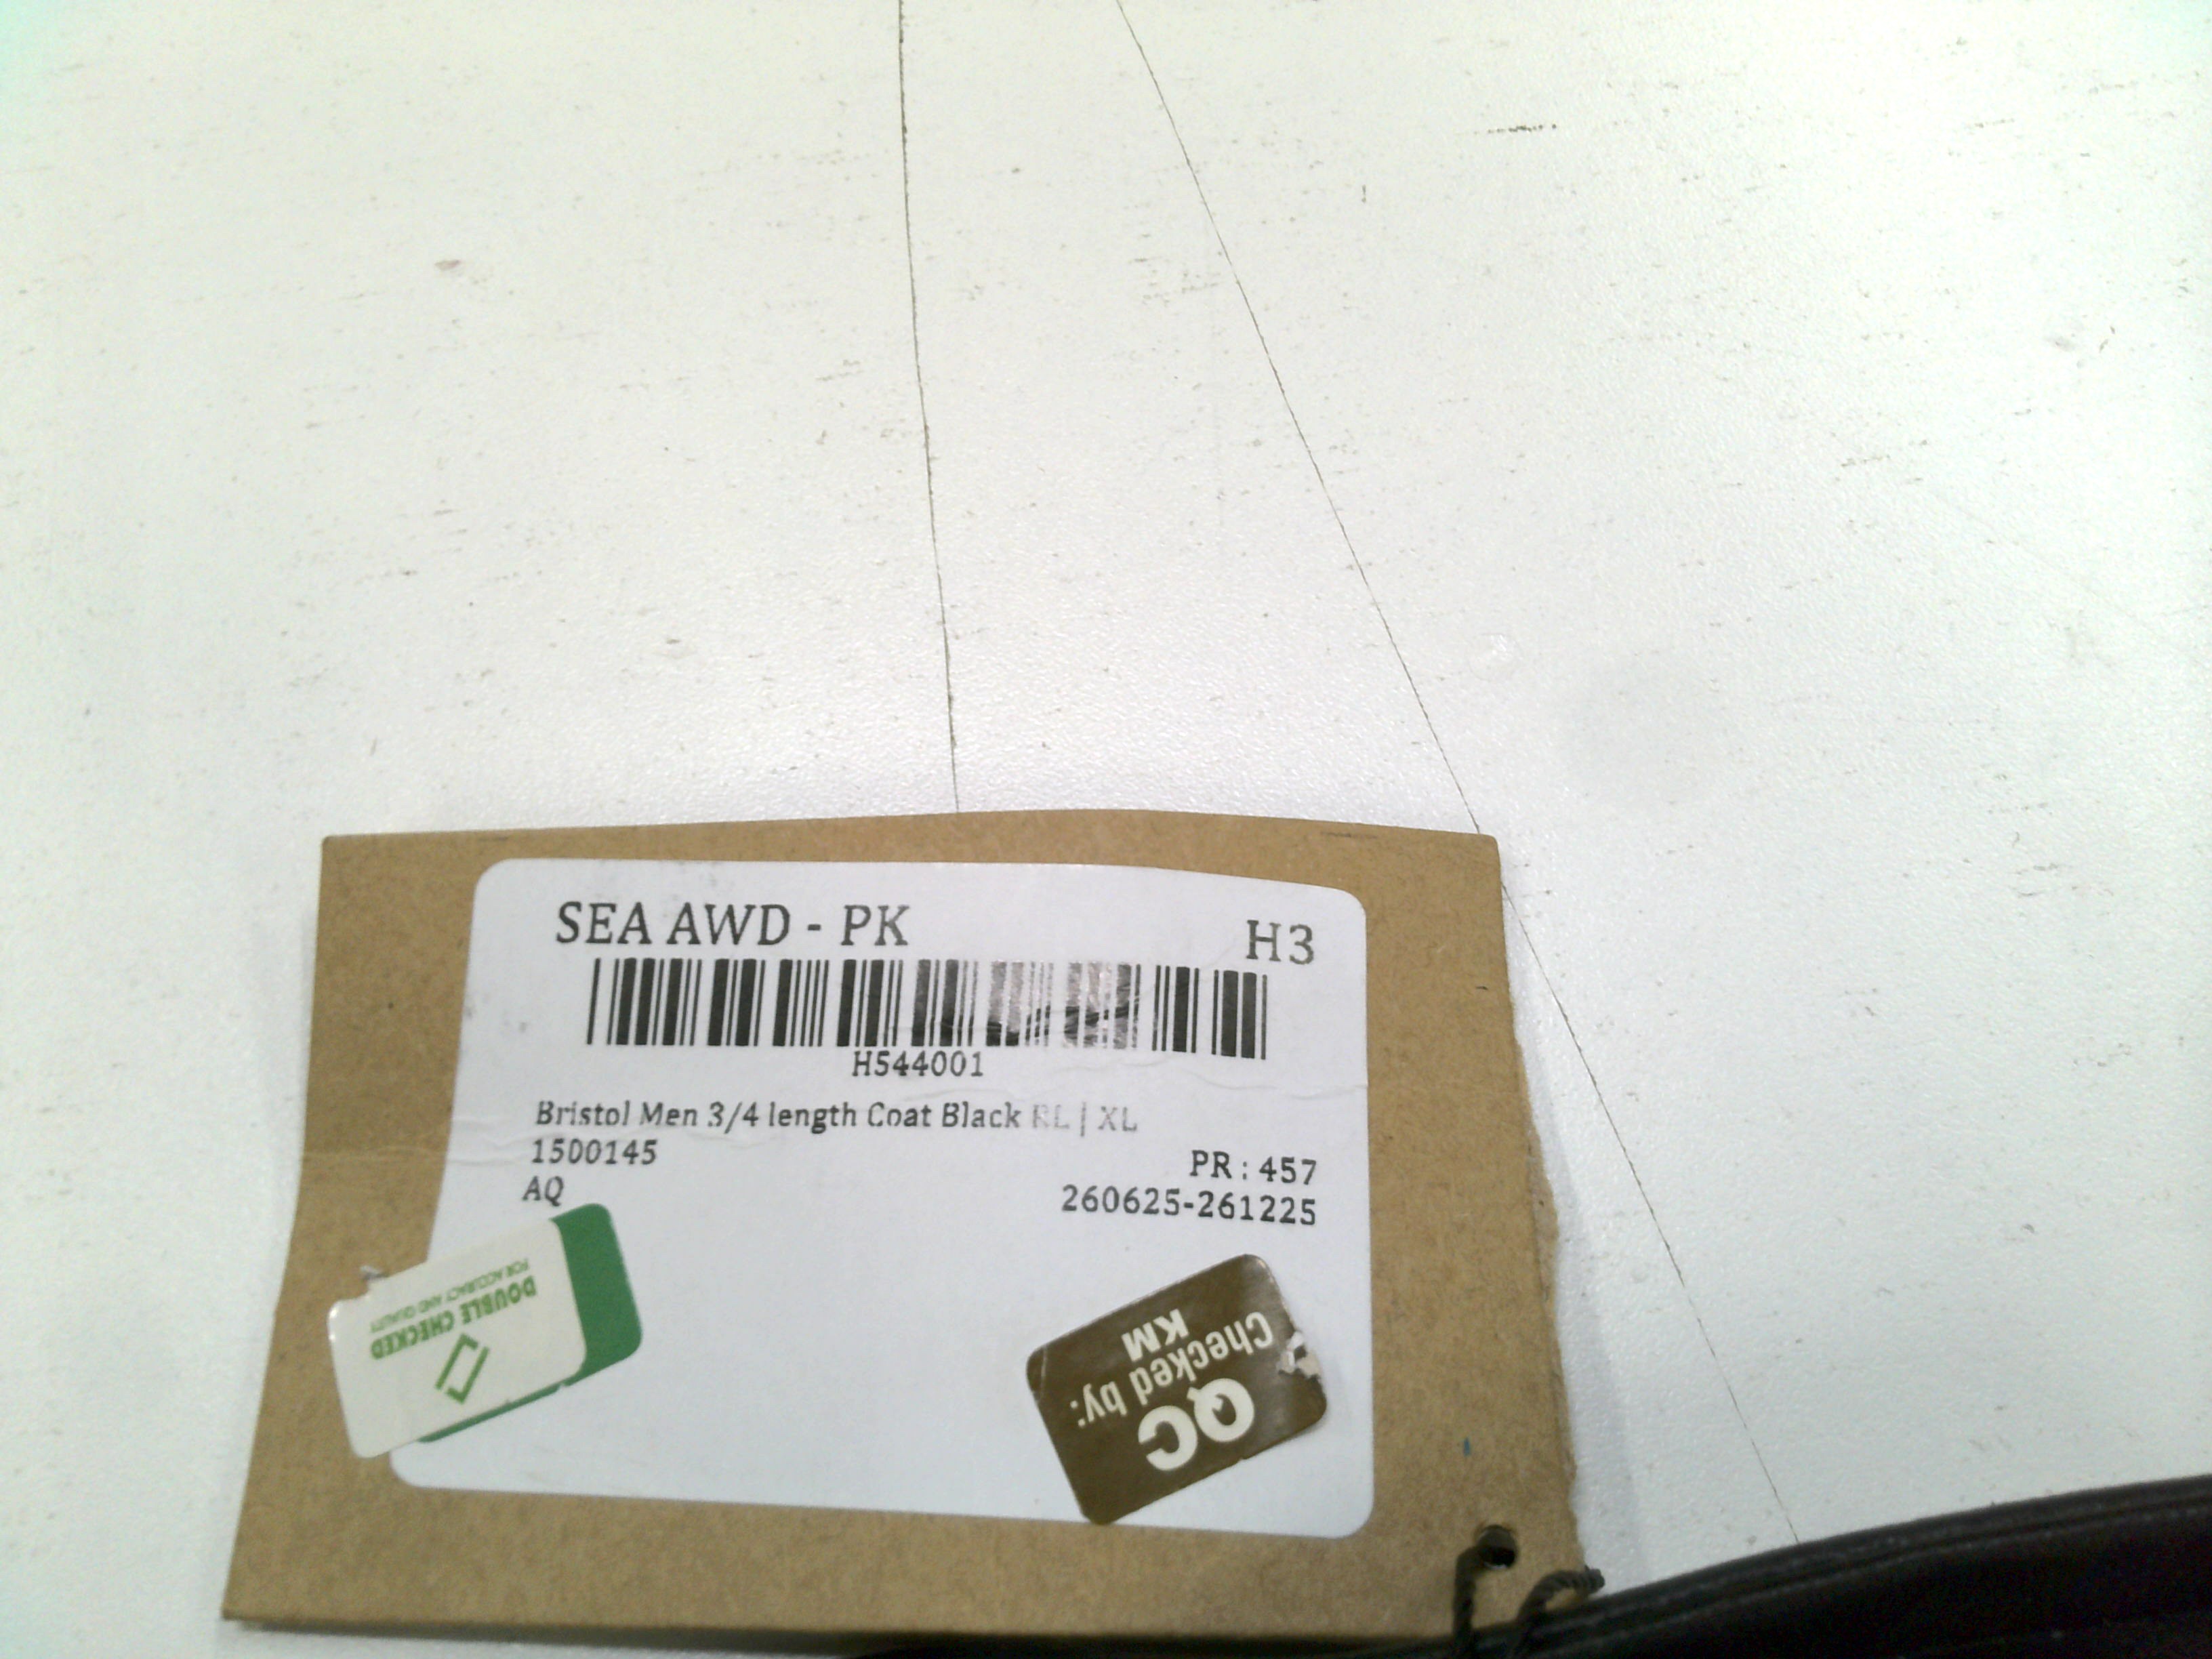 SEA AWD - PK
H3
H544001
Bristol Men 3/4 length Coat Black RL | XL
1500145
PR : 457
AQ
260625-261225
DOUBLE CHECKED
FOR ACCURACY AND QUALITY
QC
Checked by:
KM